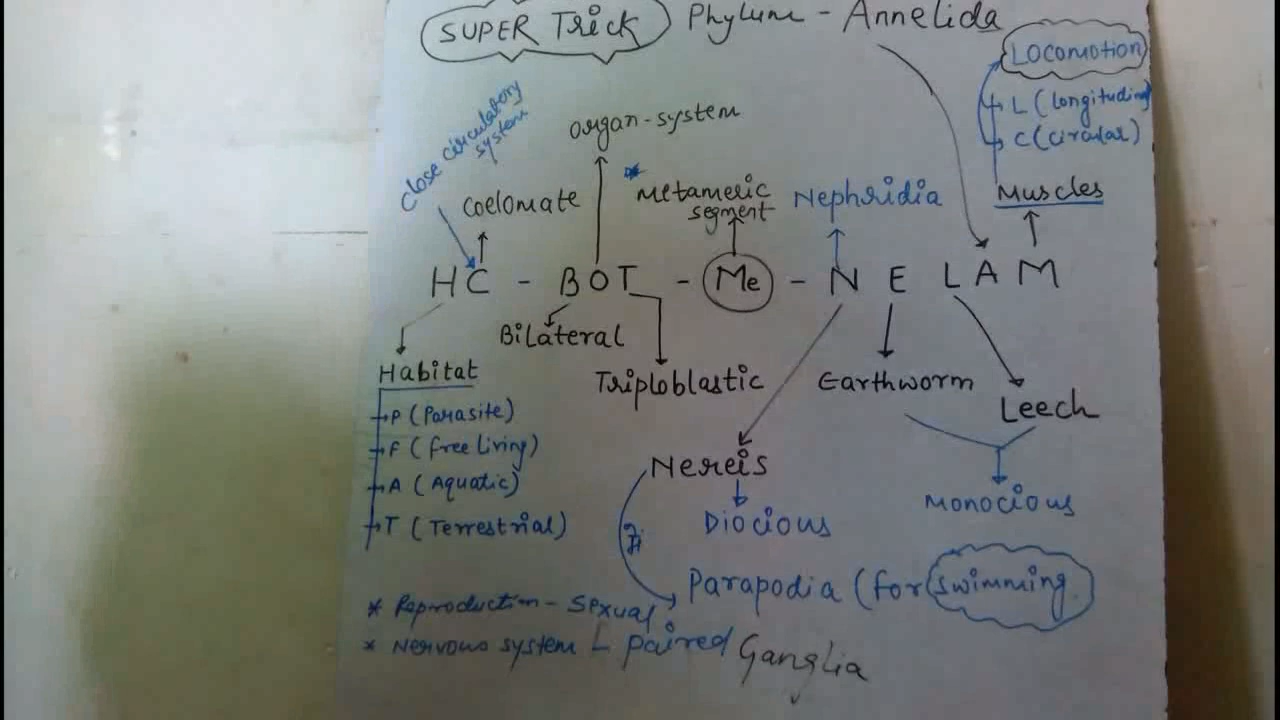 SUPER Trick Phylum - Annelida
LOCOMOTION
L (longitudinal)
C (Circular)
Muscles
close circulatory
system
organ-system
Coelomate
*
Metameric
segment
Nephridia
HC - BOT - Me - N E L A M
Bilateral
Habitat
P (Parasite)
F (free living)
A (Aquatic)
T (Terrestrial)
Triploblastic
Earthworm
Leech
Nereis
Diocious
Monocious
में
Parapodia (for swimming
* Reproduction - Sexual
* Nervous system - paired Ganglia